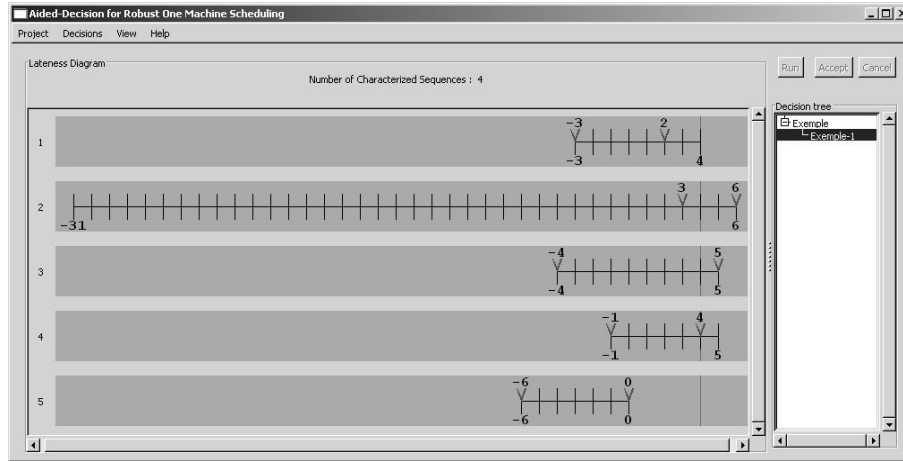 Aided-Decision for Robust One Machine Scheduling
Project Decisions View Help
Lateness Diagram
Number of Characterized Sequences : 4
Run Accept Cancel
Decision tree
Exemple
Exemple-1
-3 2
1
-3 4
3 6
2
-31 6
-4 5
3
-4 5
-1 4
4
-1 5
-6 0
5
-6 0